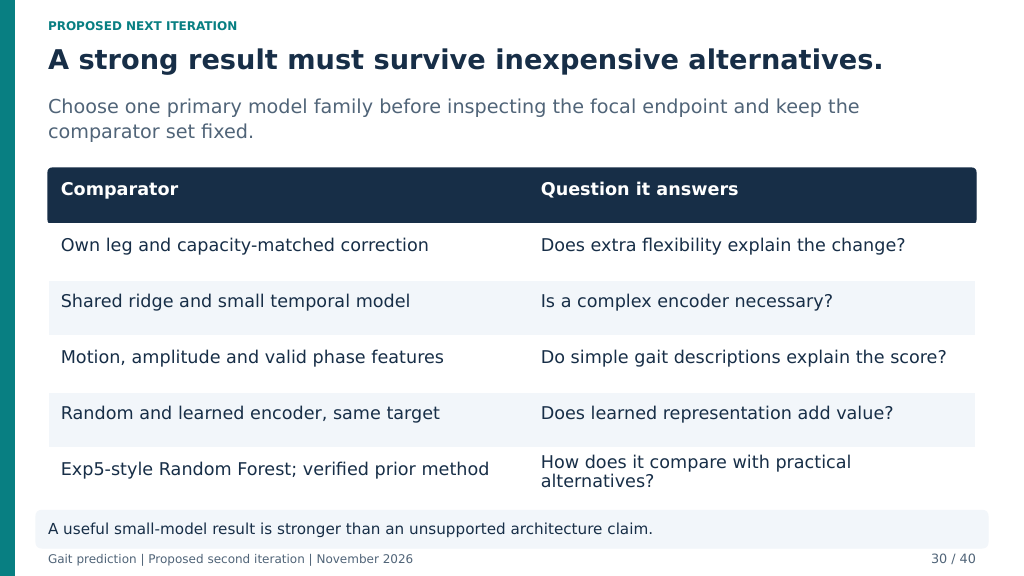 PROPOSED NEXT ITERATION
A strong result must survive inexpensive alternatives.
Choose one primary model family before inspecting the focal endpoint and keep the
comparator set fixed.
Comparator
Question it answers
Own leg and capacity-matched correction
Does extra flexibility explain the change?
Shared ridge and small temporal model
Is a complex encoder necessary?
Motion, amplitude and valid phase features
Do simple gait descriptions explain the score?
Random and learned encoder, same target
Does learned representation add value?
Exp5-style Random Forest; verified prior method
How does it compare with practical
alternatives?
A useful small-model result is stronger than an unsupported architecture claim.
Gait prediction | Proposed second iteration | November 2026
30 / 40